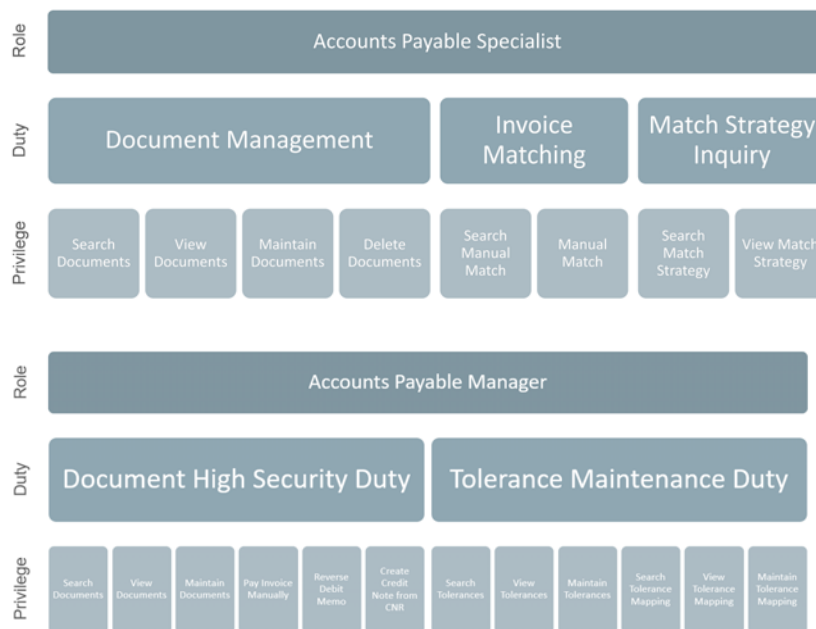 Role
Accounts Payable Specialist
Duty
Document Management
Invoice
Matching
Match Strategy
Inquiry
Privilege
Search
Documents
View
Documents
Maintain
Documents
Delete
Documents
Search
Manual
Match
Manual
Match
Search
Match
Strategy
View Match
Strategy
Role
Accounts Payable Manager
Duty
Document High Security Duty
Tolerance Maintenance Duty
Privilege
Search
Documents
View
Documents
Maintain
Documents
Pay Invoice
Manually
Reverse
Debit
Memo
Create
Credit
Note from
CNR
Search
Tolerances
View
Tolerances
Maintain
Tolerances
Search
Tolerance
Mapping
View
Tolerance
Mapping
Maintain
Tolerance
Mapping